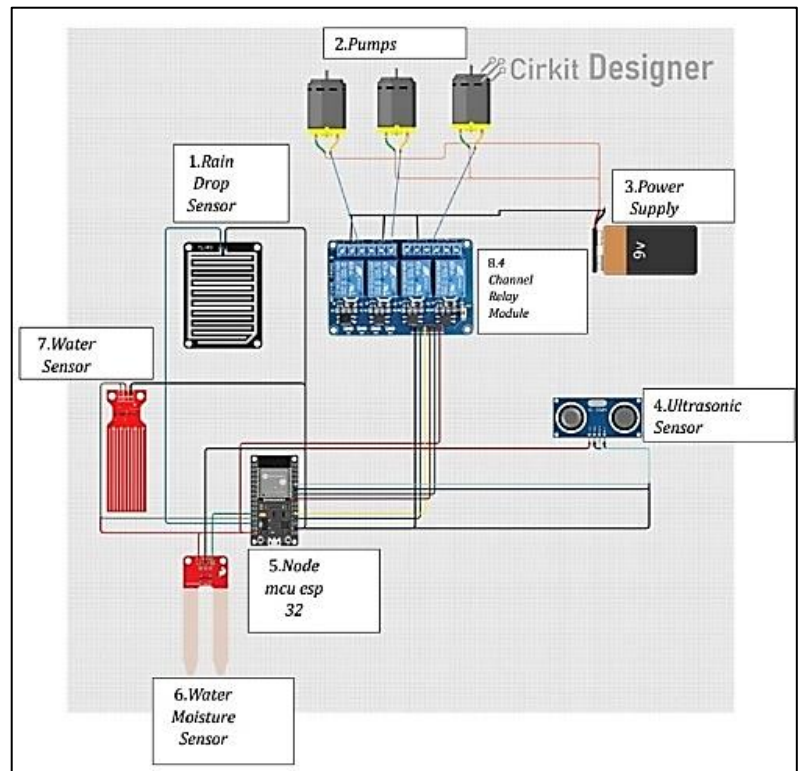 2.Pumps
Cirkit Designer
1.Rain
Drop
Sensor
3.Power
Supply
9v
8.4
Channel
Relay
Module
7.Water
Sensor
4.Ultrasonic
Sensor
5.Node
mcu esp
32
6.Water
Moisture
Sensor